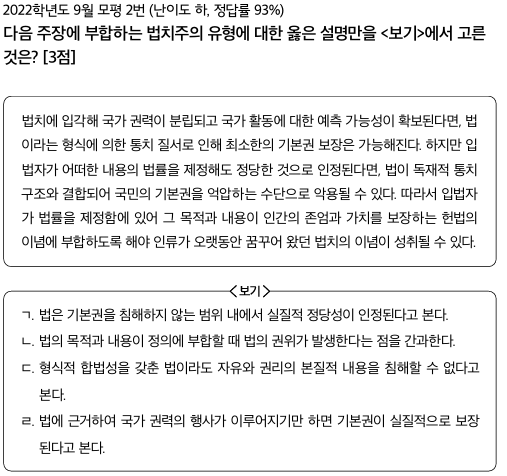 2022학년도 9월 모평 2번 (난이도 하, 정답률 93%)
다음 주장에 부합하는 법치주의 유형에 대한 옳은 설명만을 <보기>에서 고른
것은? [3점]
법치에 입각해 국가 권력이 분립되고 국가 활동에 대한 예측 가능성이 확보된다면, 법
이라는 형식에 의한 통치 질서로 인해 최소한의 기본권 보장은 가능해진다. 하지만 입
법자가 어떠한 내용의 법률을 제정해도 정당한 것으로 인정된다면, 법이 독재적 통치
구조와 결합되어 국민의 기본권을 억압하는 수단으로 악용될 수 있다. 따라서 입법자
가 법률을 제정함에 있어 그 목적과 내용이 인간의 존엄과 가치를 보장하는 헌법의
이념에 부합하도록 해야 인류가 오랫동안 꿈꾸어 왔던 법치의 이념이 성취될 수 있다.
<보기>
ㄱ. 법은 기본권을 침해하지 않는 범위 내에서 실질적 정당성이 인정된다고 본다.
ㄴ. 법의 목적과 내용이 정의에 부합할 때 법의 권위가 발생한다는 점을 간과한다.
ㄷ. 형식적 합법성을 갖춘 법이라도 자유와 권리의 본질적 내용을 침해할 수 없다고
본다.
ㄹ. 법에 근거하여 국가 권력의 행사가 이루어지기만 하면 기본권이 실질적으로 보장
된다고 본다.